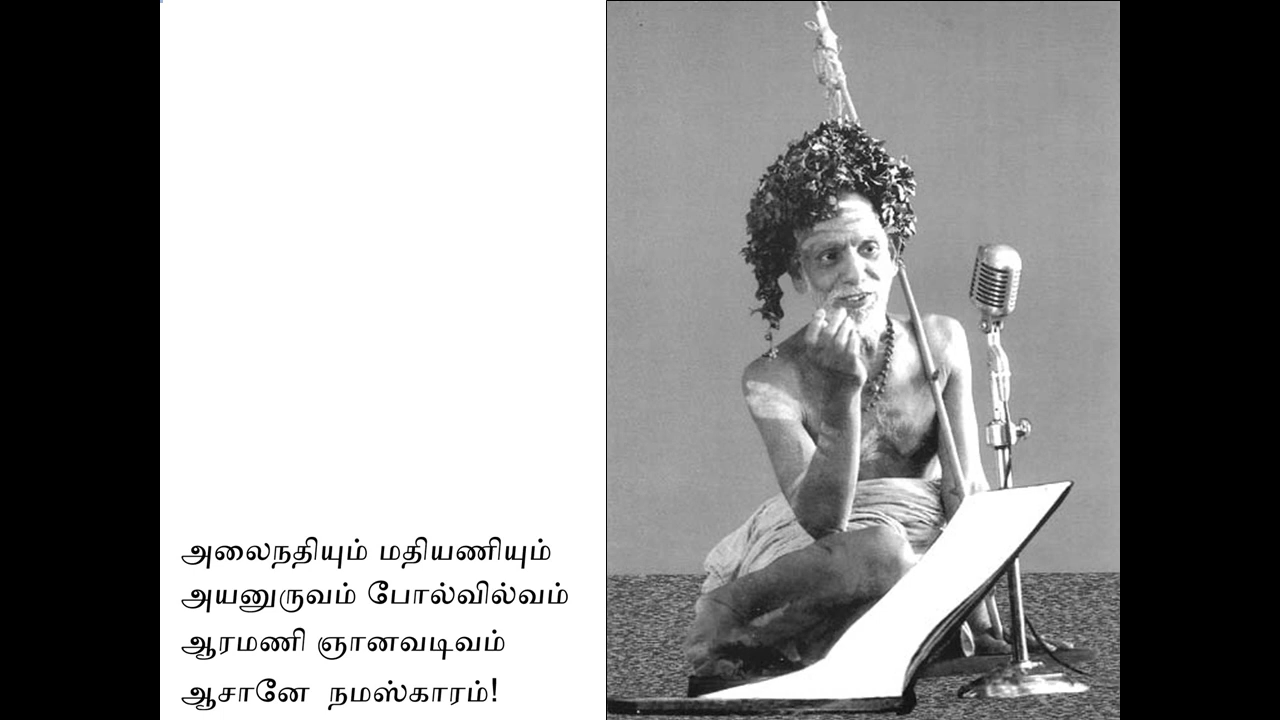 அலைநதியும் மதியணியும்
அயனுருவம் போல்வில்வம்
ஆரமணி ஞானவடிவம்
ஆசானே நமஸ்காரம்!